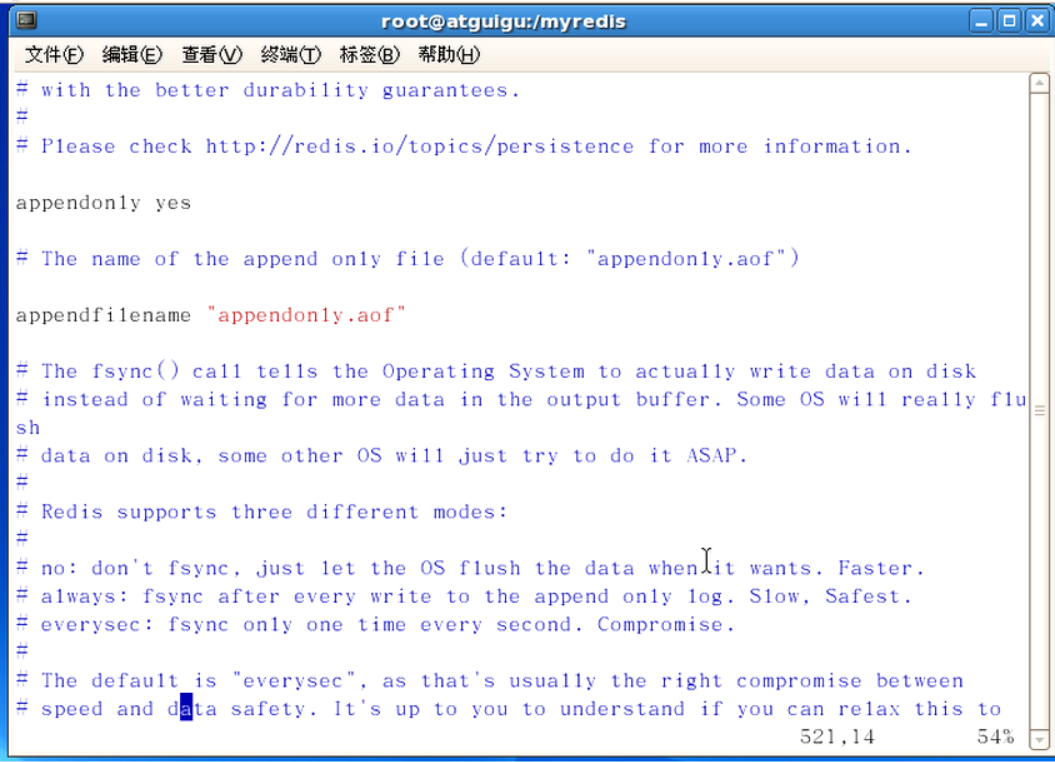 root@atguigu:/myredis
文件(F) 编辑(E) 查看(V) 终端(T) 标签(B) 帮助(H)
# with the better durability guarantees.
#
# Please check http://redis.io/topics/persistence for more information.
appendonly yes
# The name of the append only file (default: "appendonly.aof")
appendfilename "appendonly.aof"
# The fsync() call tells the Operating System to actually write data on disk
# instead of waiting for more data in the output buffer. Some OS will really flu
sh
# data on disk, some other OS will just try to do it ASAP.
#
# Redis supports three different modes:
#
# no: don't fsync, just let the OS flush the data when it wants. Faster.
# always: fsync after every write to the append only log. Slow, Safest.
# everysec: fsync only one time every second. Compromise.
#
# The default is "everysec", as that's usually the right compromise between
# speed and data safety. It's up to you to understand if you can relax this to
521,14 54%